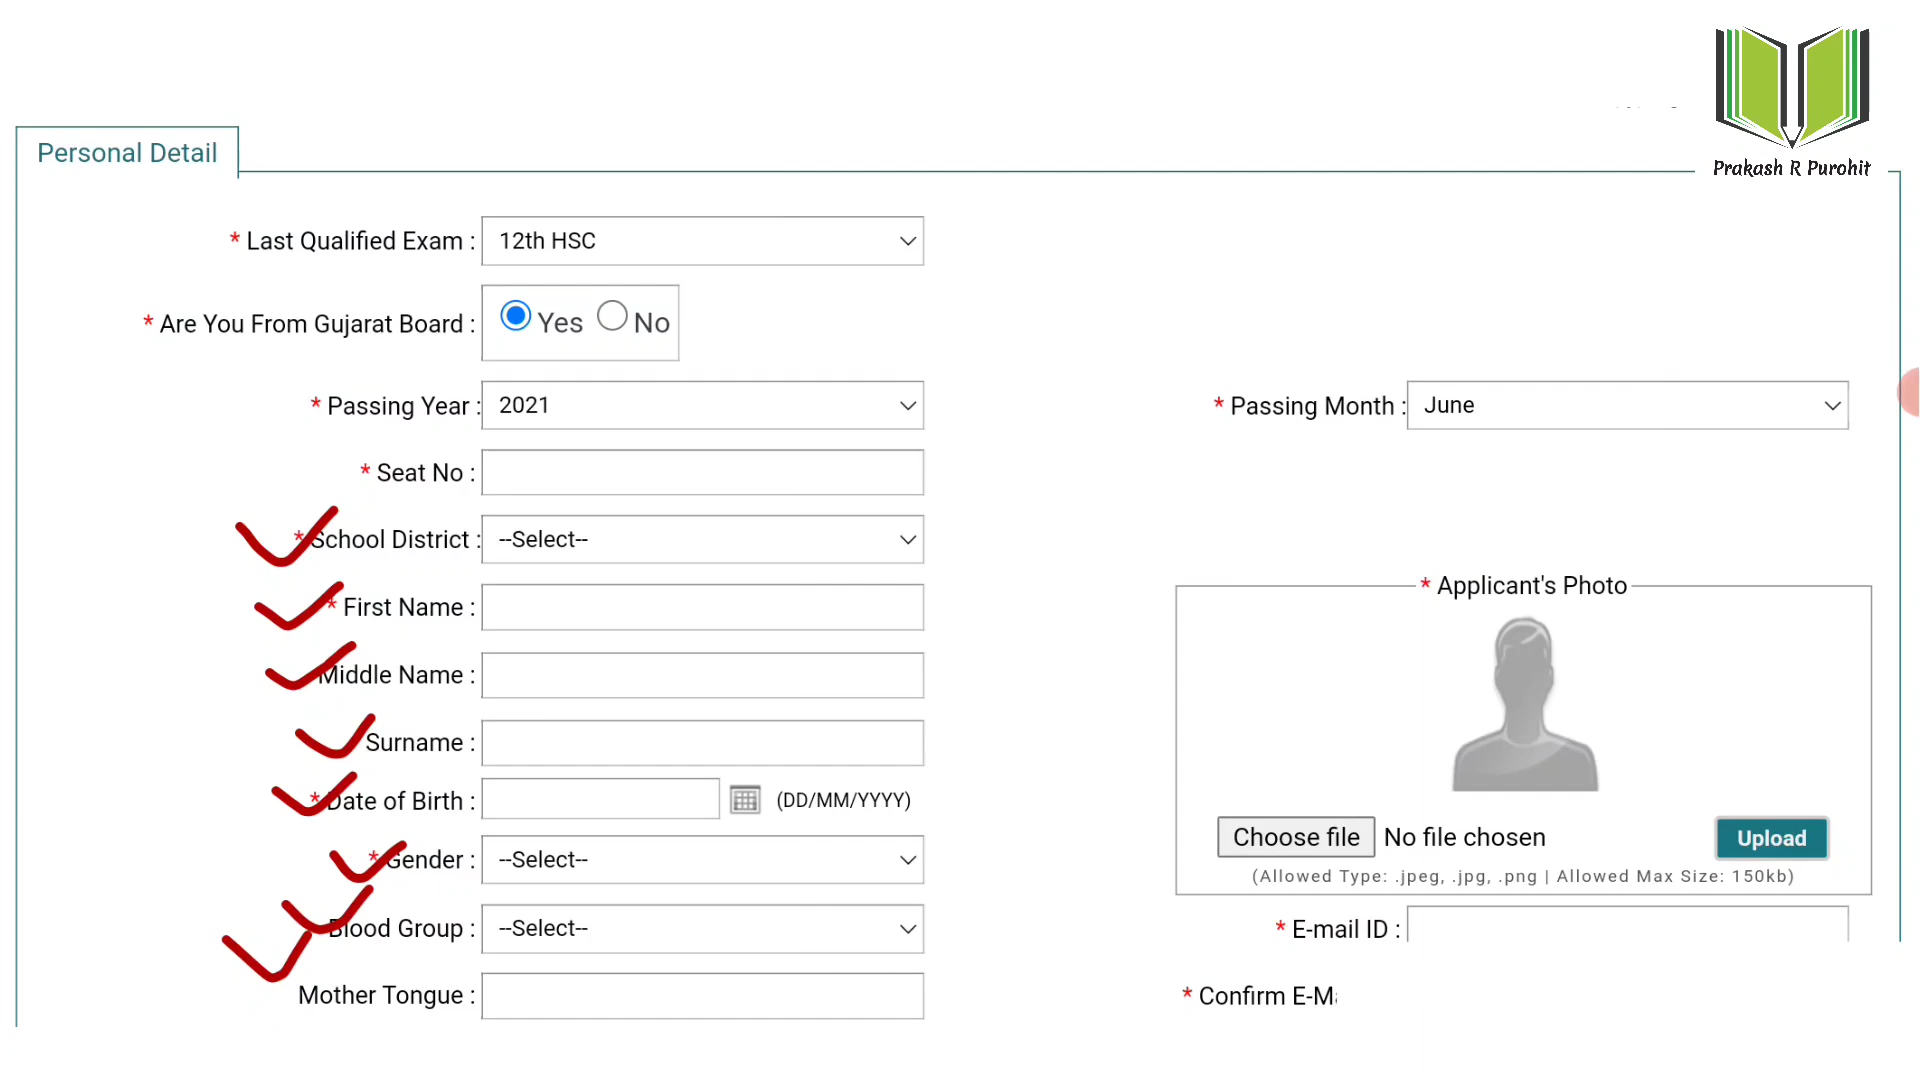 Prakash R Purohit
Personal Detail
* Last Qualified Exam : 12th HSC
* Are You From Gujarat Board : Yes No
* Passing Year : 2021 * Passing Month : June
* Seat No :
* School District : --Select--
* First Name : * Applicant's Photo
Middle Name :
Surname :
* Date of Birth : (DD/MM/YYYY)
Choose file No file chosen Upload
* Gender : --Select-- (Allowed Type: .jpeg, .jpg, .png | Allowed Max Size: 150kb)
Blood Group : --Select-- * E-mail ID :
Mother Tongue : * Confirm E-M